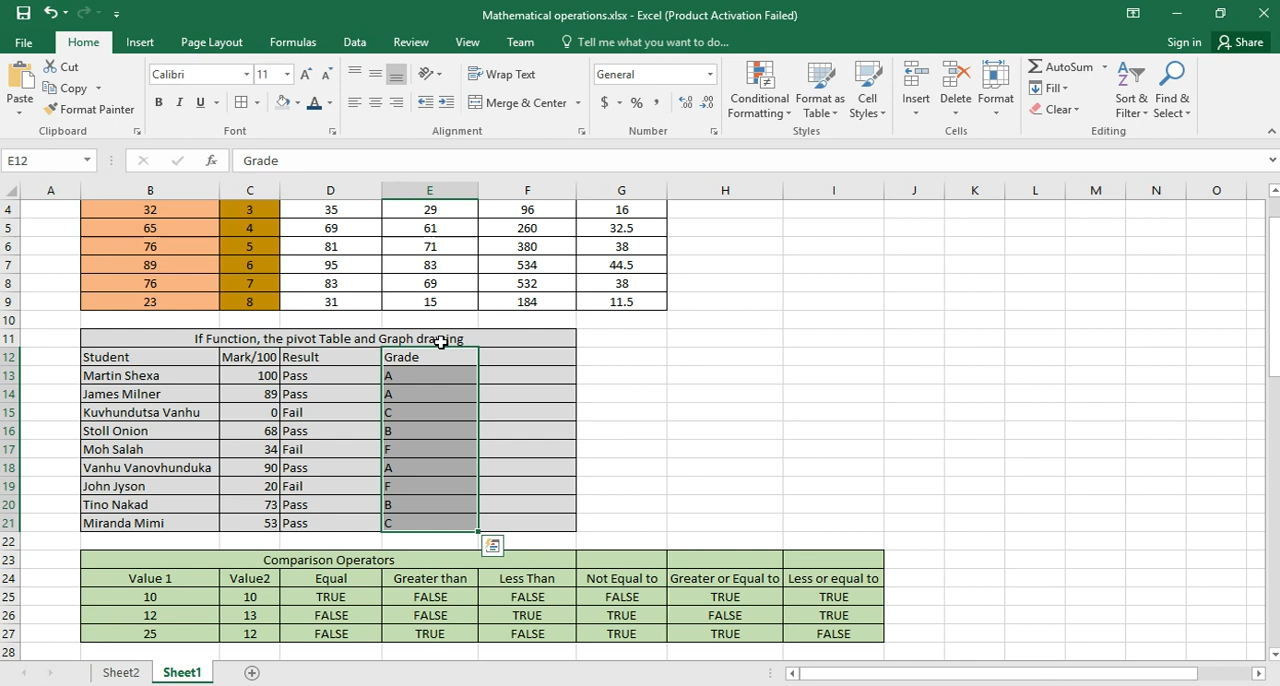 Mathematical operations.xlsx - Excel (Product Activation Failed)
File Home Insert Page Layout Formulas Data Review View Team Tell me what you want to do... Sign in Share
Paste Cut Copy Format Painter Clipboard
Calibri 11 B I U A A A Font
Wrap Text Merge & Center Alignment
General $ % , Number
Conditional Formatting Format as Table Cell Styles Styles
Insert Delete Format Cells
AutoSum Fill Clear Sort & Filter Find & Select Editing
E12 fx Grade
A B C D E F G H I J K L M N O
4 32 3 35 29 96 16
5 65 4 69 61 260 32.5
6 76 5 81 71 380 38
7 89 6 95 83 534 44.5
8 76 7 83 69 532 38
9 23 8 31 15 184 11.5
10
11 If Function, the pivot Table and Graph drawing
12 Student Mark/100 Result Grade
13 Martin Shexa 100 Pass A
14 James Milner 89 Pass A
15 Kuvhundutsa Vanhu 0 Fail C
16 Stoll Onion 68 Pass B
17 Moh Salah 34 Fail F
18 Vanhu Vanovhunduka 90 Pass A
19 John Jyson 20 Fail F
20 Tino Nakad 73 Pass B
21 Miranda Mimi 53 Pass C
22
23 Comparison Operators
24 Value 1 Value2 Equal Greater than Less Than Not Equal to Greater or Equal to Less or equal to
25 10 10 TRUE FALSE FALSE FALSE TRUE TRUE
26 12 13 FALSE FALSE TRUE TRUE FALSE TRUE
27 25 12 FALSE TRUE FALSE TRUE TRUE FALSE
28
Sheet2 Sheet1